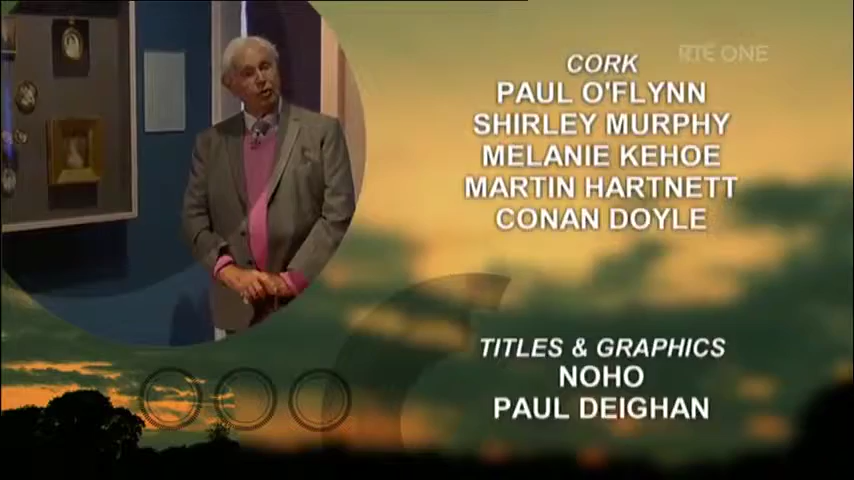 RTÉ ONE
CORK
PAUL O'FLYNN
SHIRLEY MURPHY
MELANIE KEHOE
MARTIN HARTNETT
CONAN DOYLE
TITLES & GRAPHICS
NOHO
PAUL DEIGHAN